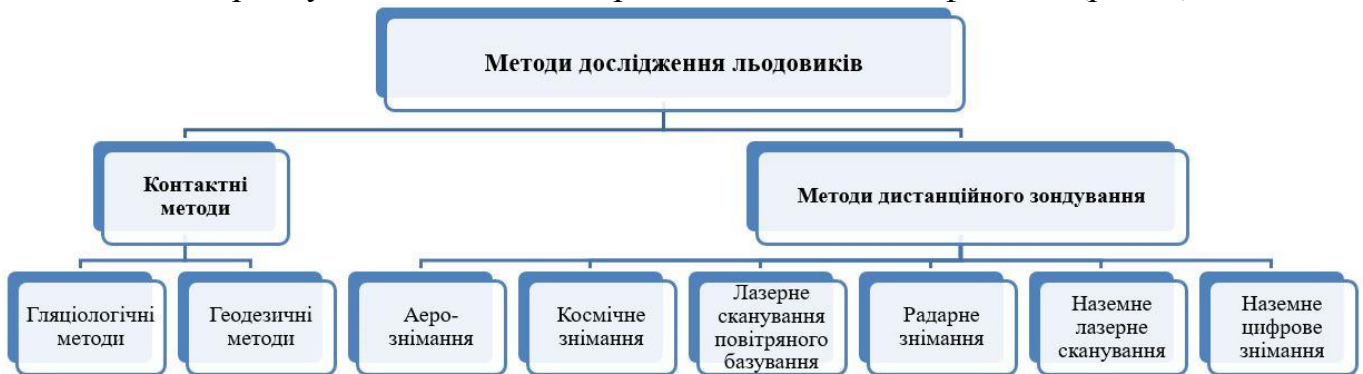 Методи дослідження льодовиків
Контактні
методи
Методи дистанційного зондування
Гляціологічні
методи
Геодезичні
методи
Аеро-
знімання
Космічне
знімання
Лазерне
сканування
повітряного
базування
Радарне
знімання
Наземне
лазерне
сканування
Наземне
цифрове
знімання